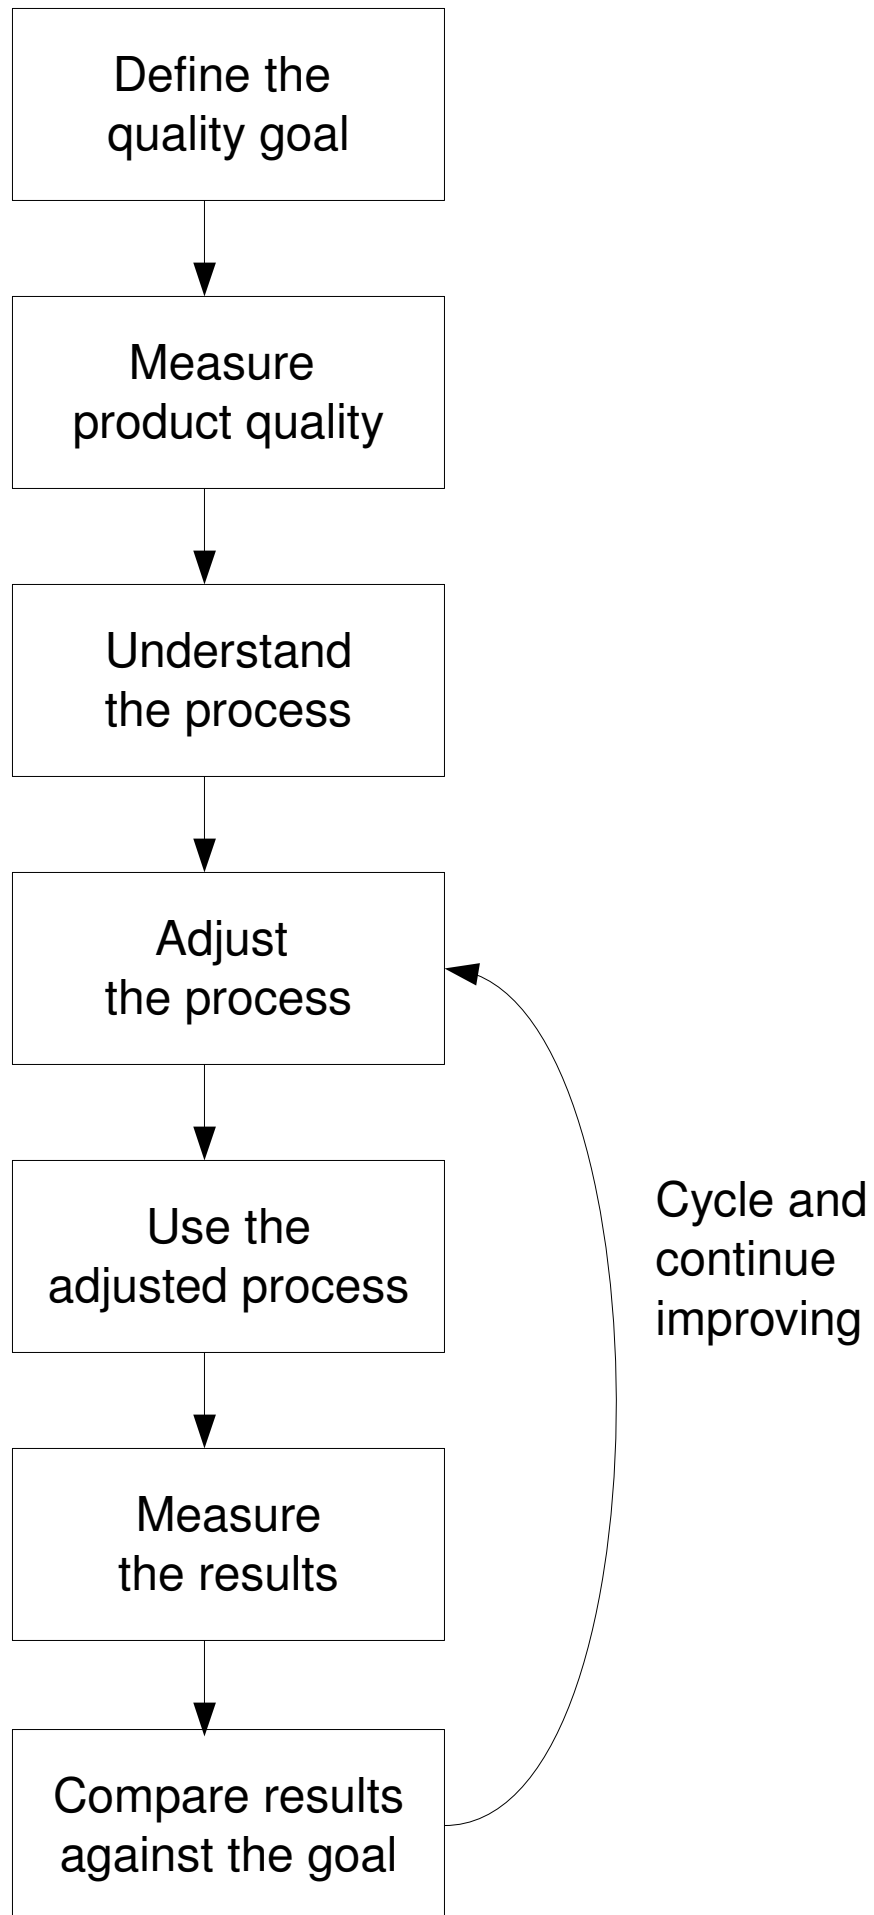 Define the
quality goal
Measure
product quality
Understand
the process
Adjust
the process
Use the
adjusted process
Cycle and
continue
improving
Measure
the results
Compare results
against the goal